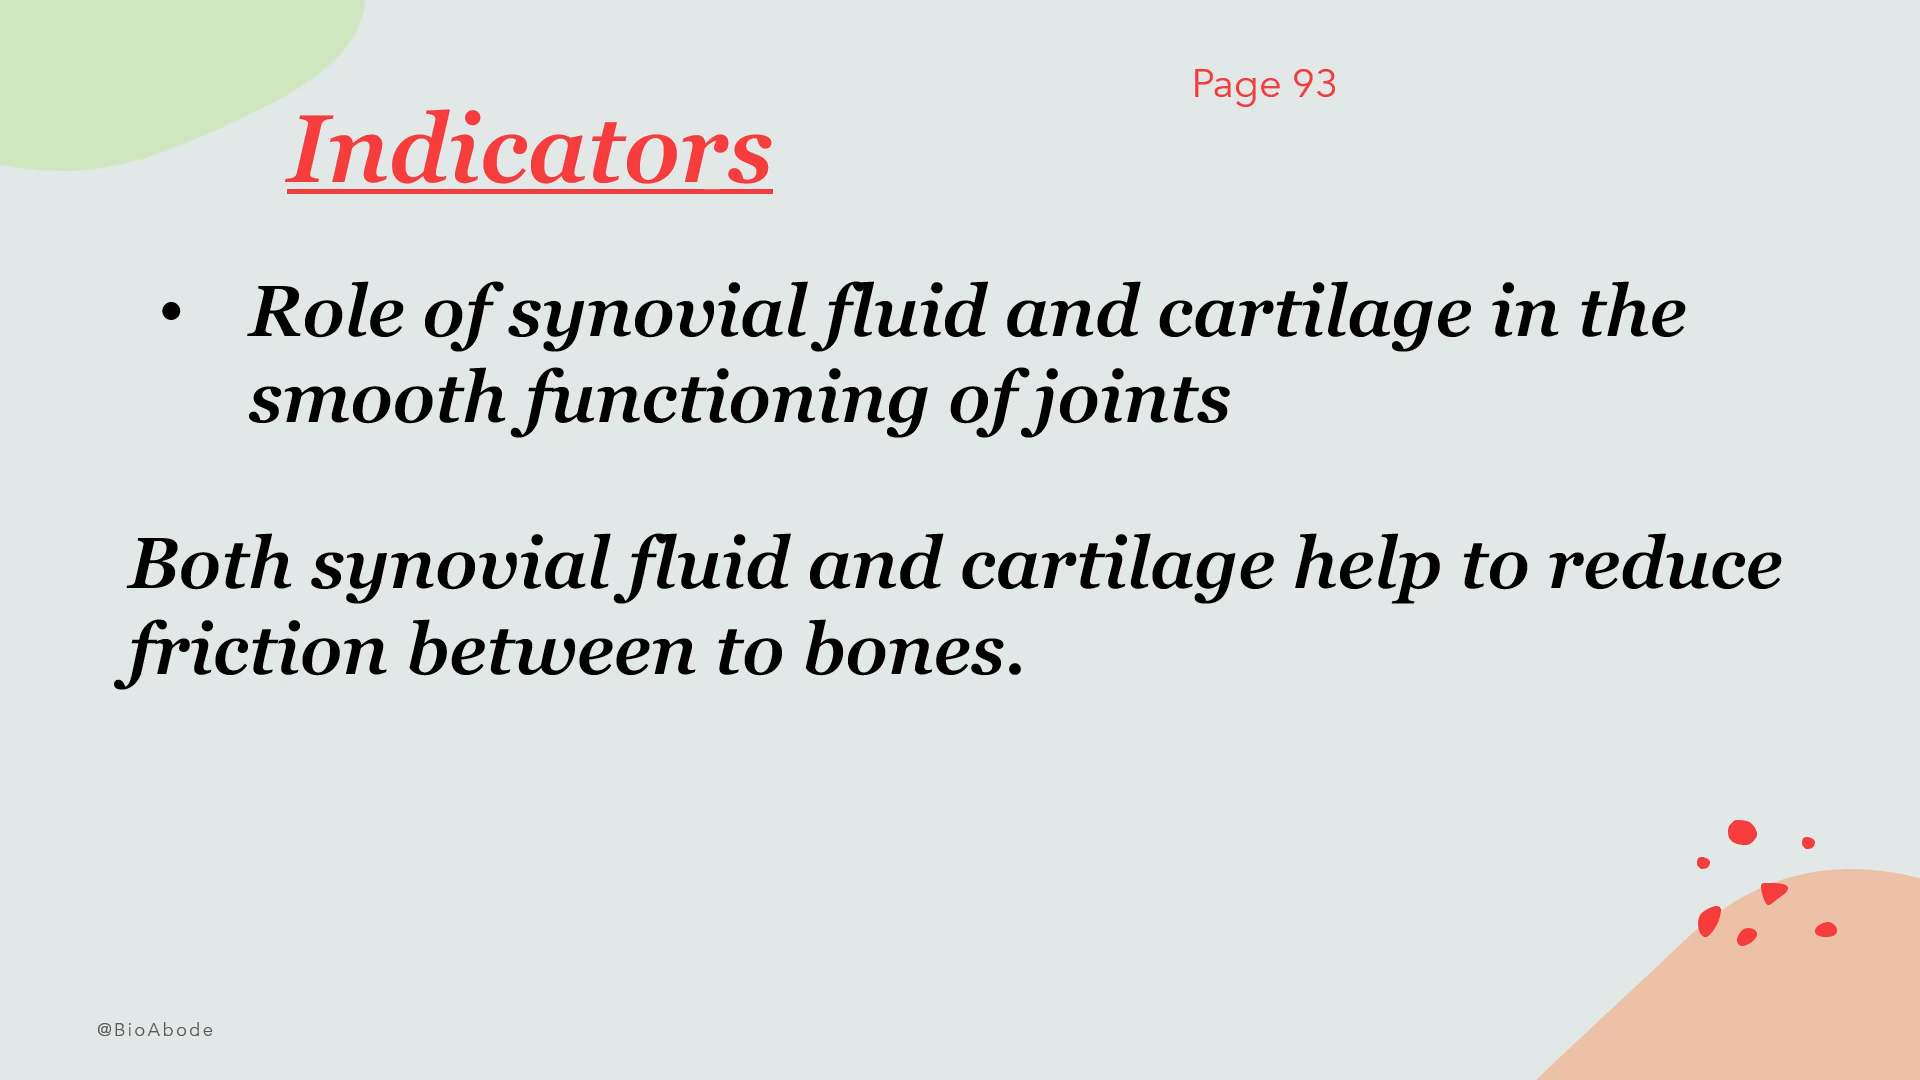 Page 93
Indicators
• Role of synovial fluid and cartilage in the
smooth functioning of joints
Both synovial fluid and cartilage help to reduce
friction between to bones.
@BioAbode